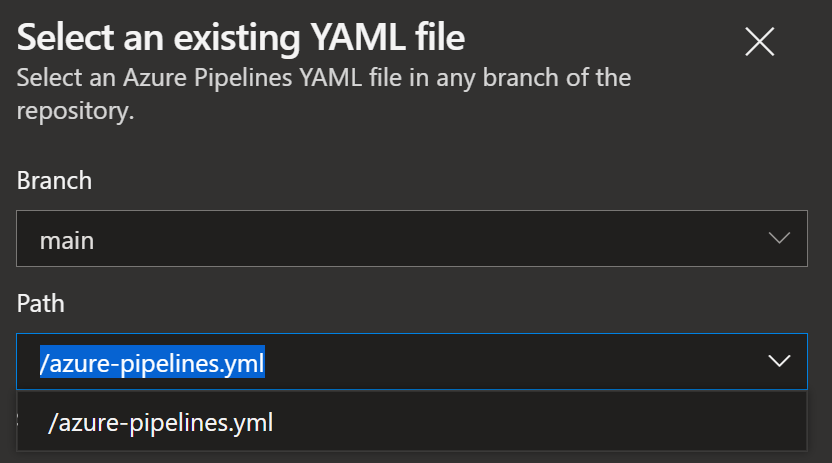 Select an existing YAML file
Select an Azure Pipelines YAML file in any branch of the
repository.
Branch
main
Path
/azure-pipelines.yml
/azure-pipelines.yml